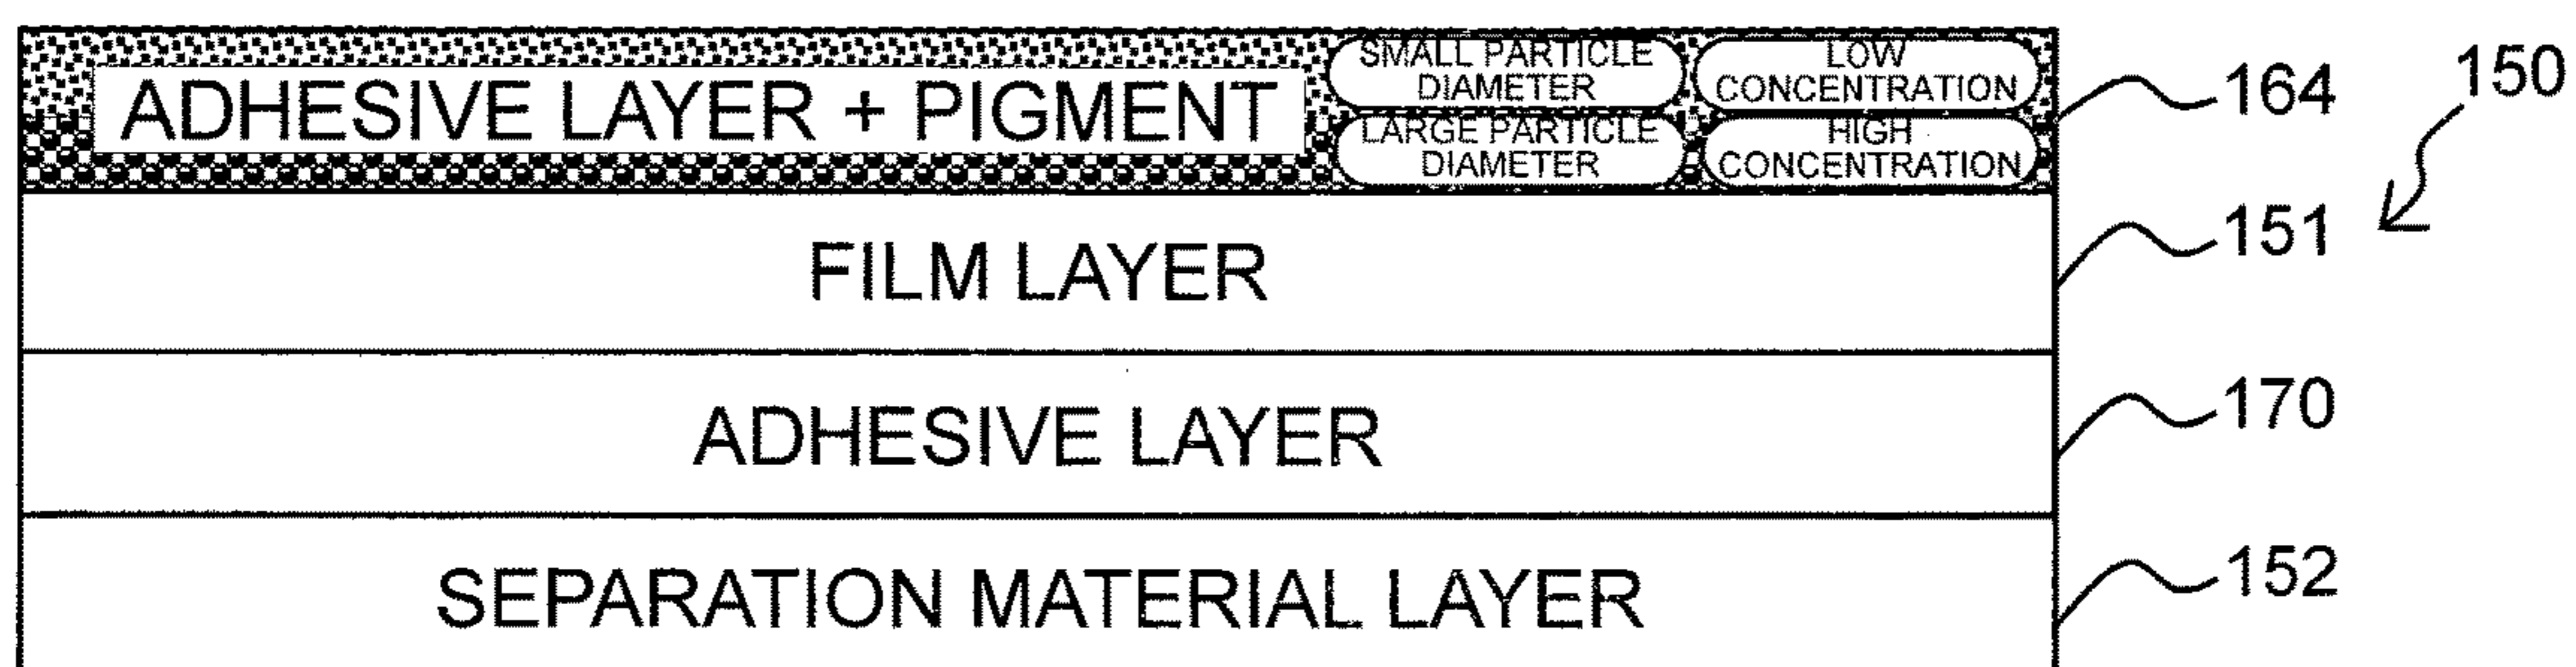 ADHESIVE LAYER + PIGMENT
SMALL PARTICLE
DIAMETER
LOW
CONCENTRATION
LARGE PARTICLE
DIAMETER
HIGH
CONCENTRATION
164
150
FILM LAYER
151
ADHESIVE LAYER
170
SEPARATION MATERIAL LAYER
152